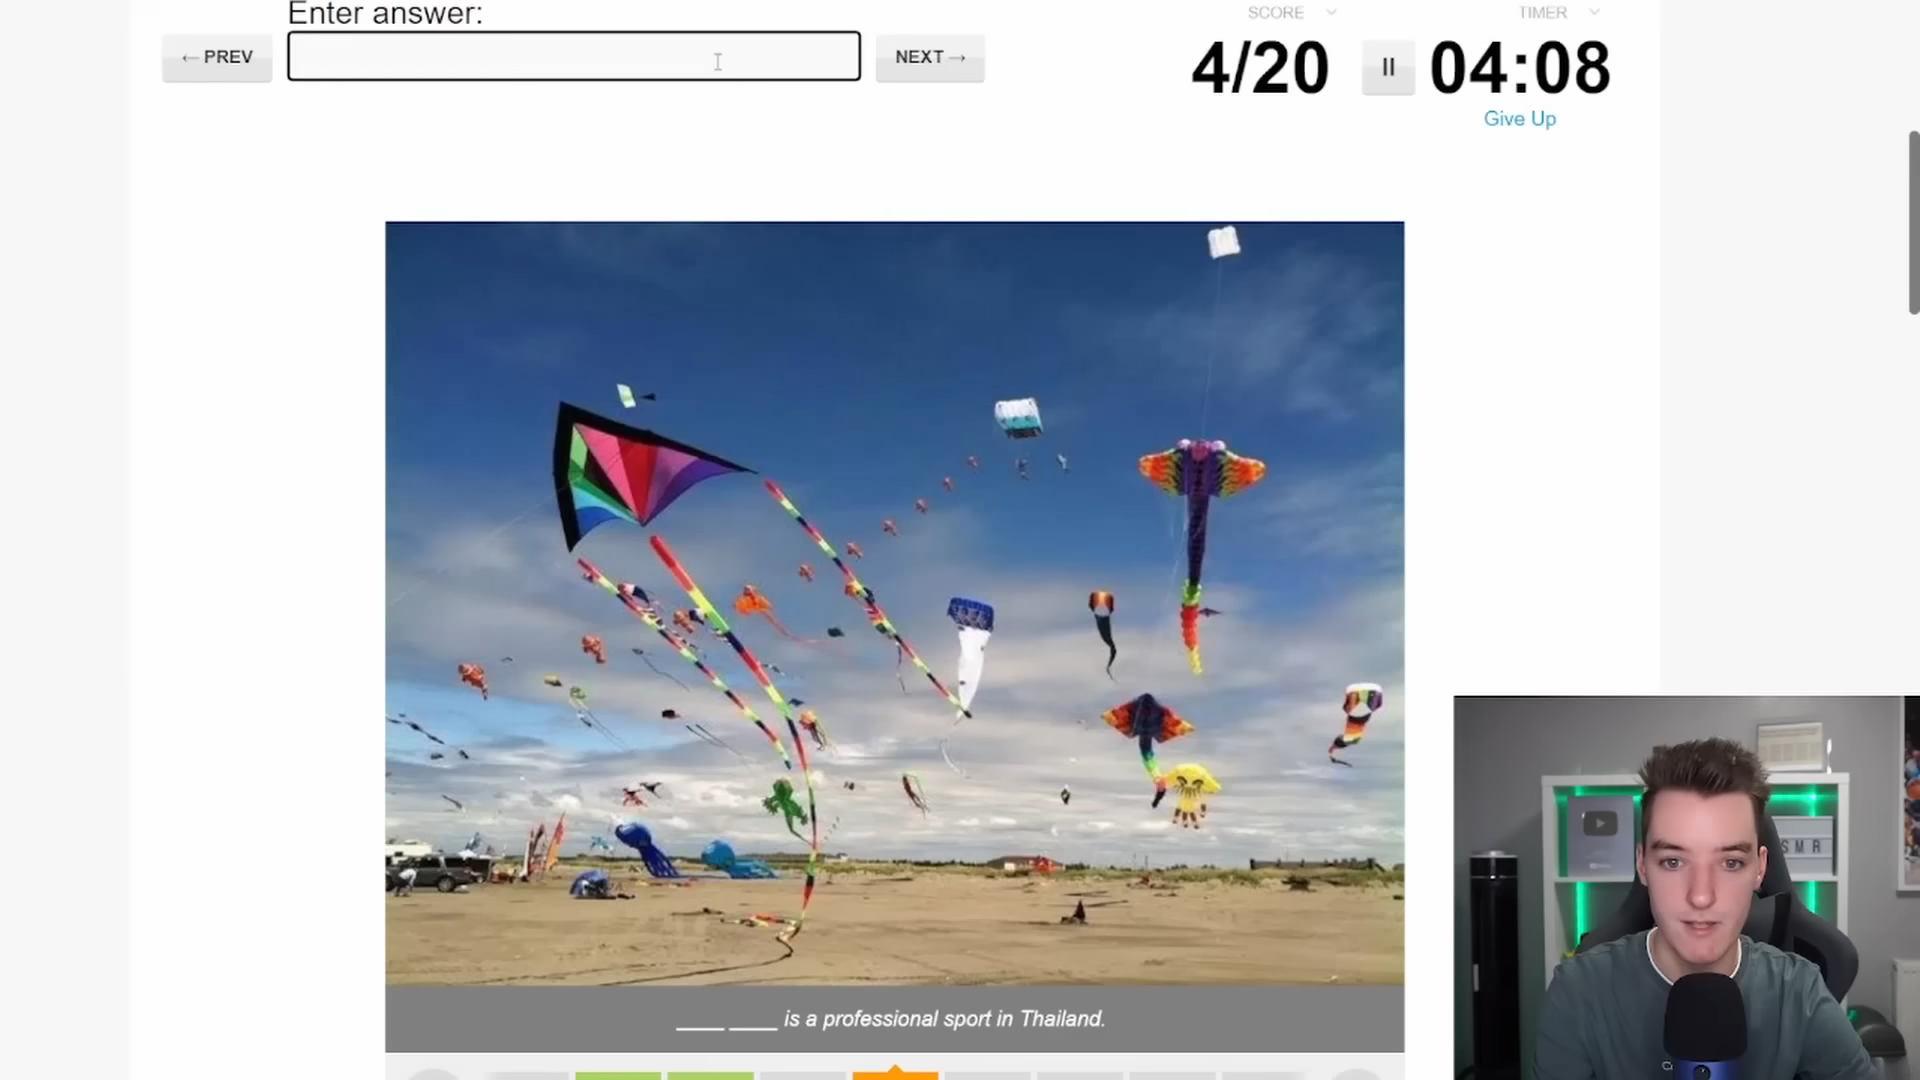 Enter answer:
SCORE
TIMER
← PREV
NEXT →
4/20
04:08
Give Up
____ ____ is a professional sport in Thailand.
SMR